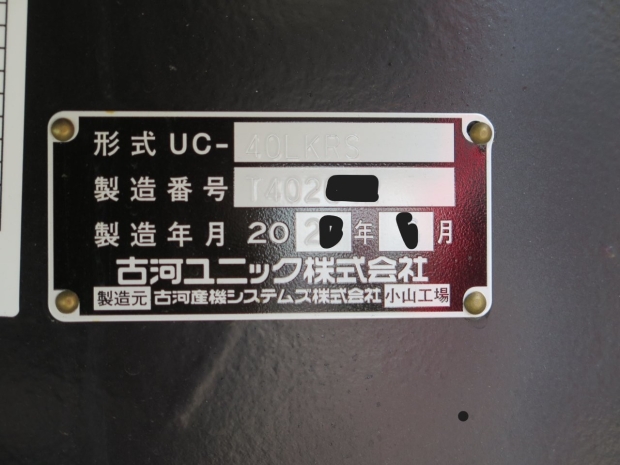 形式 UC-40LKFS
製造番号 1402
製造年月 202 年 月
古河ユニック株式会社
製造元 古河産機システムズ株式会社 小山工場